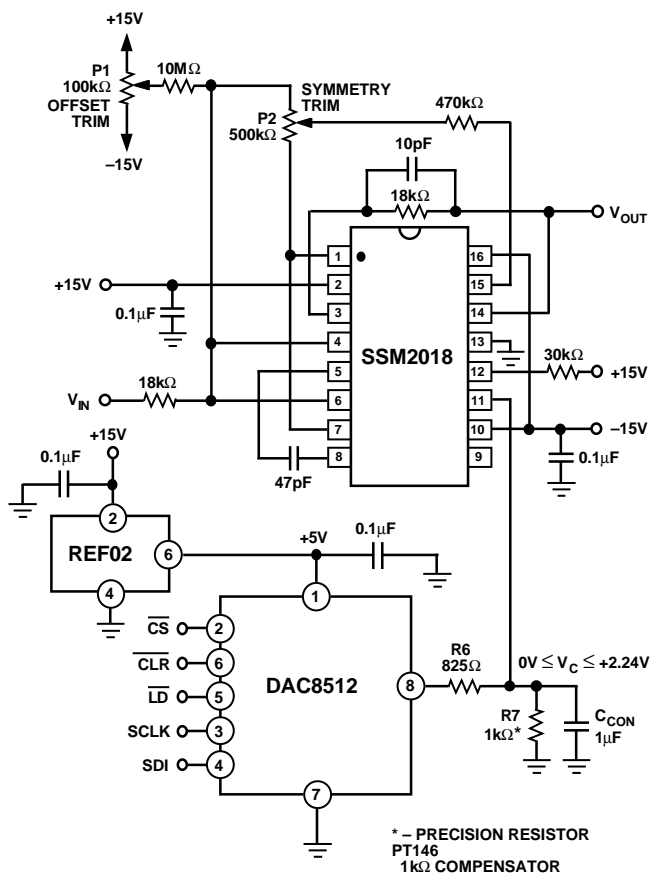 +15V
P1
100kΩ
OFFSET
TRIM
–15V
10MΩ
SYMMETRY
TRIM
P2
500kΩ
470kΩ
10pF
18kΩ
V_OUT
+15V
0.1µF
1
2
3
4
5
6
7
8
16
15
14
13
12
11
10
9
SSM2018
30kΩ
+15V
–15V
0.1µF
V_IN
18kΩ
47pF
+15V
0.1µF
2
REF02
6
4
+5V
0.1µF
1
CS
2
CLR
6
LD
5
SCLK
3
SDI
4
DAC8512
8
7
R6
825Ω
0V ≤ V_C ≤ +2.24V
R7
1kΩ*
C_CON
1µF
* – PRECISION RESISTOR
PT146
1kΩ COMPENSATOR